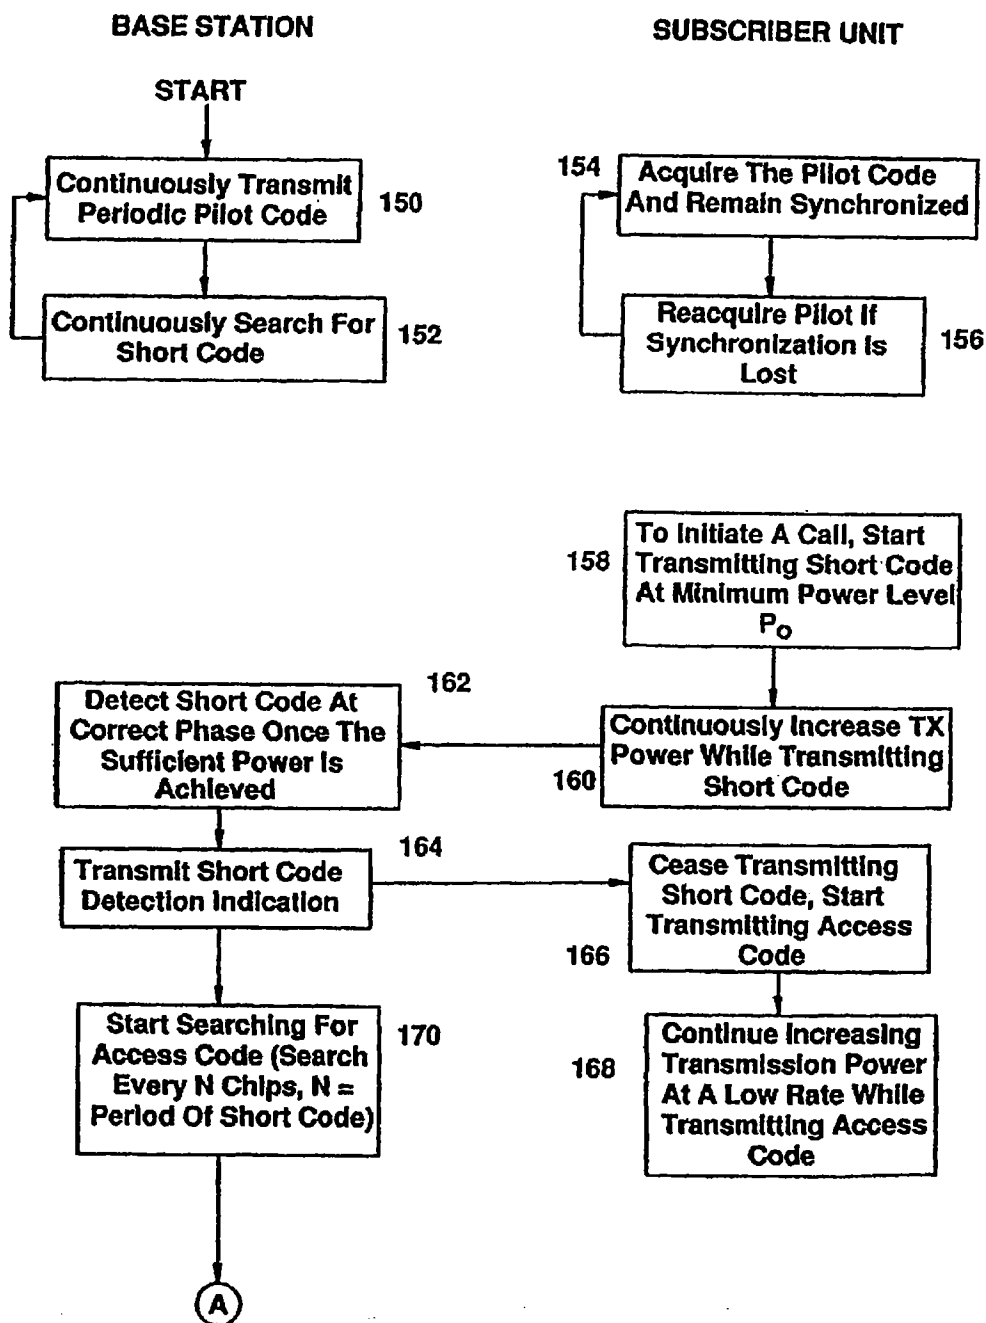 BASE STATION
SUBSCRIBER UNIT
START
Continuously Transmit
Periodic Pilot Code
150
154
Acquire The Pilot Code
And Remain Synchronized
Continuously Search For
Short Code
152
Reacquire Pilot If
Synchronization Is
Lost
156
158
To Initiate A Call, Start
Transmitting Short Code
At Minimum Power Level
Po
162
Detect Short Code At
Correct Phase Once The
Sufficient Power Is
Achieved
Continuously Increase TX
Power While Transmitting
Short Code
160
164
Transmit Short Code
Detection Indication
Cease Transmitting
Short Code, Start
Transmitting Access
Code
166
Start Searching For
Access Code (Search
Every N Chips, N =
Period Of Short Code)
170
168
Continue Increasing
Transmission Power
At A Low Rate While
Transmitting Access
Code
A